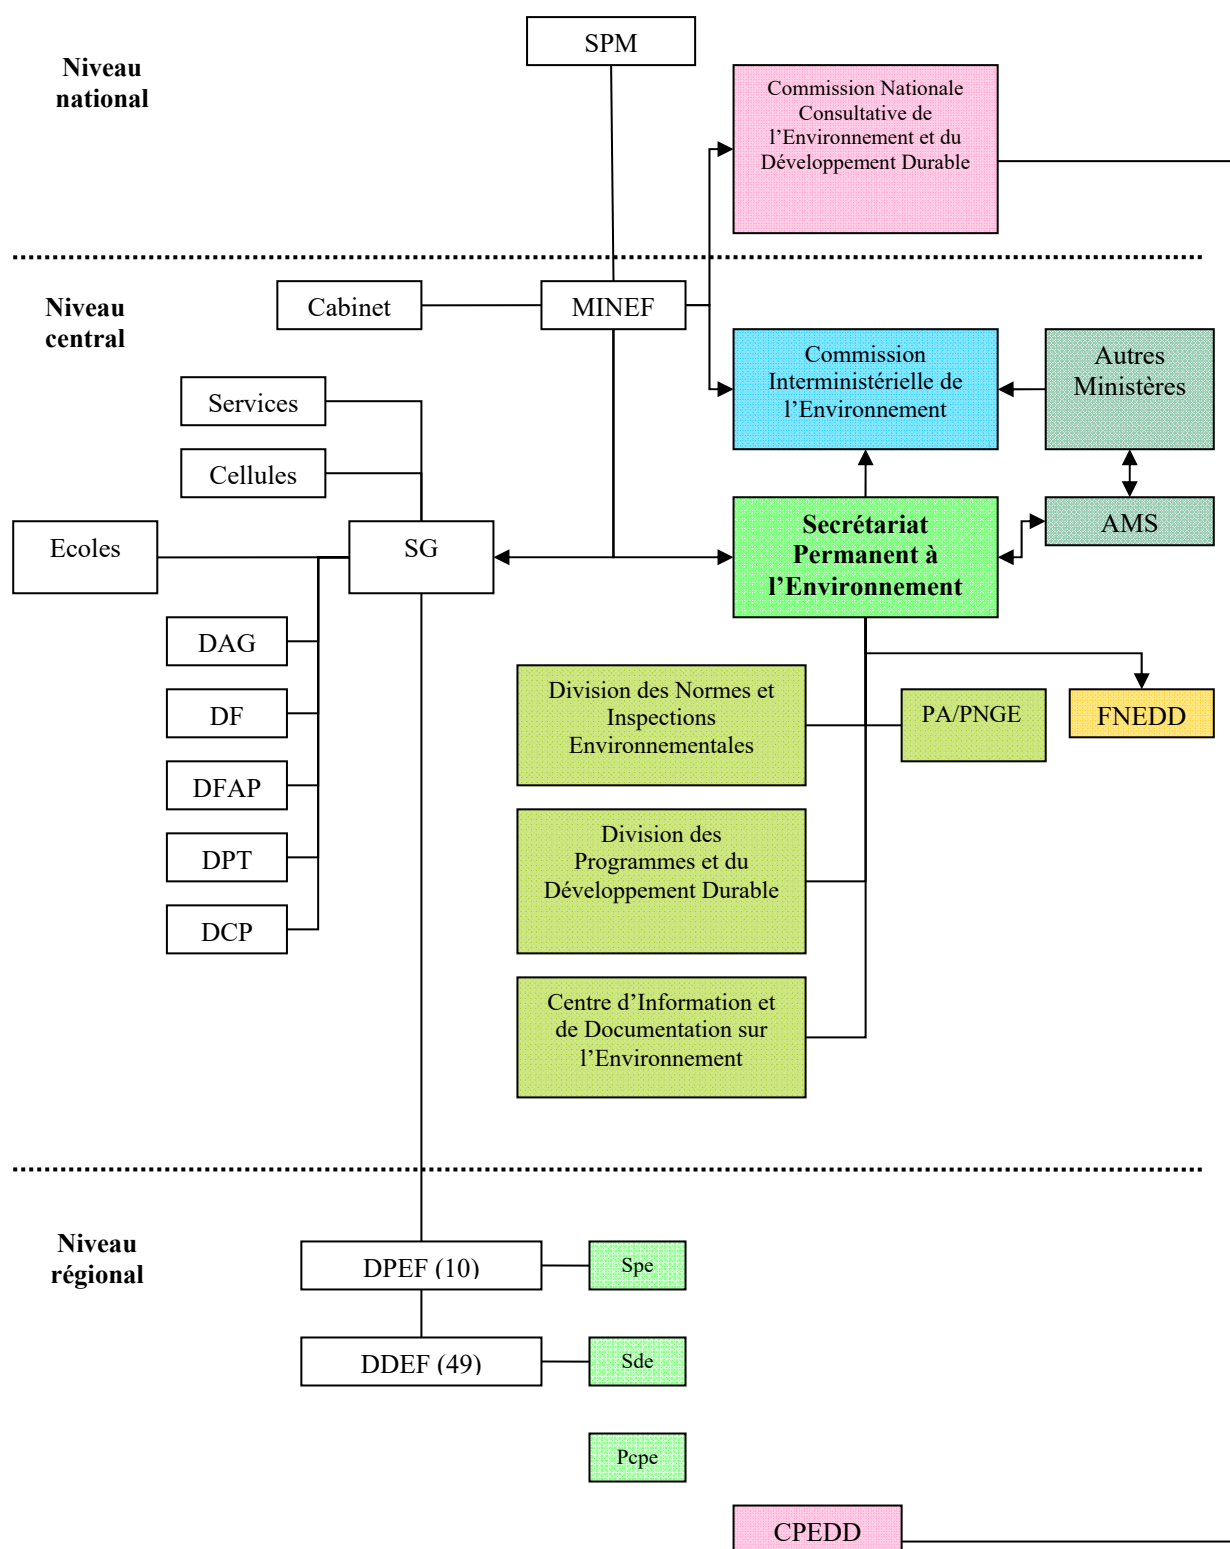 SPM
Niveau
national
Commission Nationale
Consultative de
l’Environnement et du
Développement Durable
Niveau
central
Cabinet
MINEF
Commission
Interministérielle de
l’Environnement
Autres
Ministères
Services
Cellules
Ecoles
SG
Secrétariat
Permanent à
l’Environnement
AMS
DAG
DF
DFAP
DPT
DCP
Division des Normes et
Inspections
Environnementales
PA/PNGE
FNEDD
Division des
Programmes et du
Développement Durable
Centre d’Information et
de Documentation sur
l’Environnement
Niveau
régional
DPEF (10)
Spe
DDEF (49)
Sde
Pcpe
CPEDD